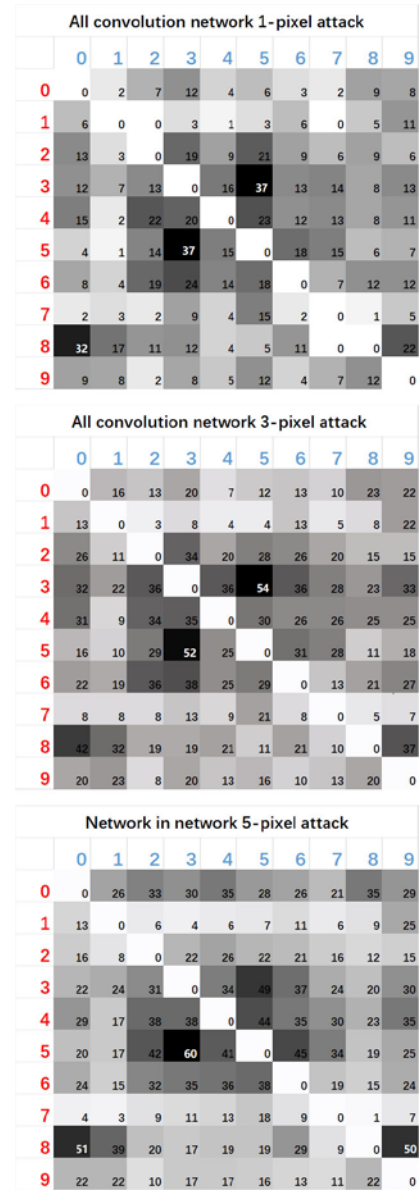 All convolution network 1-pixel attack
0 1 2 3 4 5 6 7 8 9
0 0 2 7 12 4 6 3 2 9 8
1 6 0 0 3 1 3 6 0 5 11
2 13 3 0 19 9 21 9 6 9 6
3 12 7 13 0 16 37 13 14 8 13
4 15 2 22 20 0 23 12 13 8 11
5 4 1 14 37 15 0 18 15 6 7
6 8 4 19 24 14 18 0 7 12 12
7 2 3 2 9 4 15 2 0 1 5
8 32 17 11 12 4 5 11 0 0 22
9 9 8 2 8 5 12 4 7 12 0
All convolution network 3-pixel attack
0 1 2 3 4 5 6 7 8 9
0 0 16 13 20 7 12 13 10 23 22
1 13 0 3 8 4 4 13 5 8 22
2 26 11 0 34 20 28 26 20 15 15
3 32 22 36 0 36 54 36 28 23 33
4 31 9 34 35 0 30 26 26 25 25
5 16 10 29 52 25 0 31 28 11 18
6 22 19 36 38 25 29 0 13 21 27
7 8 8 8 13 9 21 8 0 5 7
8 42 32 19 19 21 11 21 10 0 37
9 20 23 8 20 13 16 10 13 20 0
Network in network 5-pixel attack
0 1 2 3 4 5 6 7 8 9
0 0 26 33 30 35 28 26 21 35 29
1 13 0 6 4 6 7 11 6 9 25
2 16 8 0 22 26 22 21 16 12 15
3 22 24 31 0 34 49 37 24 20 30
4 29 17 38 38 0 44 35 30 23 35
5 20 17 42 60 41 0 45 34 19 25
6 24 15 32 35 36 38 0 19 15 24
7 4 3 9 11 13 18 9 0 1 7
8 51 39 20 17 19 19 29 9 0 50
9 22 22 10 17 17 16 13 11 22 0